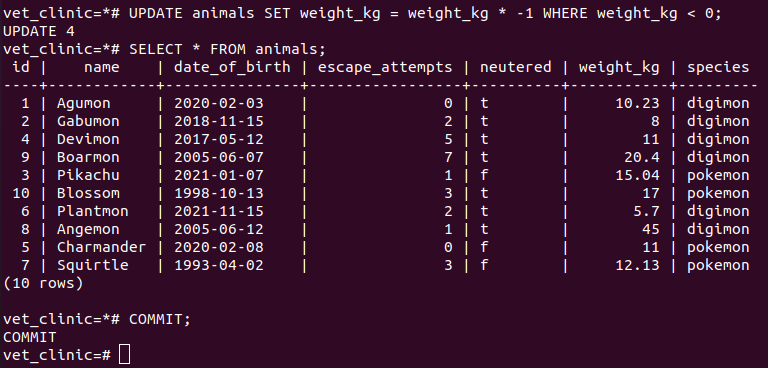 vet_clinic=*# UPDATE animals SET weight_kg = weight_kg * -1 WHERE weight_kg < 0;
UPDATE 4
vet_clinic=*# SELECT * FROM animals;
 id |    name    | date_of_birth | escape_attempts | neutered | weight_kg | species
----+------------+---------------+-----------------+----------+-----------+---------
  1 | Agumon     | 2020-02-03    |               0 | t        |     10.23 | digimon
  2 | Gabumon    | 2018-11-15    |               2 | t        |         8 | digimon
  4 | Devimon    | 2017-05-12    |               5 | t        |        11 | digimon
  9 | Boarmon    | 2005-06-07    |               7 | t        |      20.4 | digimon
  3 | Pikachu    | 2021-01-07    |               1 | f        |     15.04 | pokemon
 10 | Blossom    | 1998-10-13    |               3 | t        |        17 | pokemon
  6 | Plantmon   | 2021-11-15    |               2 | t        |       5.7 | digimon
  8 | Angemon    | 2005-06-12    |               1 | t        |        45 | digimon
  5 | Charmander | 2020-02-08    |               0 | f        |        11 | pokemon
  7 | Squirtle   | 1993-04-02    |               3 | f        |     12.13 | pokemon
(10 rows)
vet_clinic=*# COMMIT;
COMMIT
vet_clinic=#